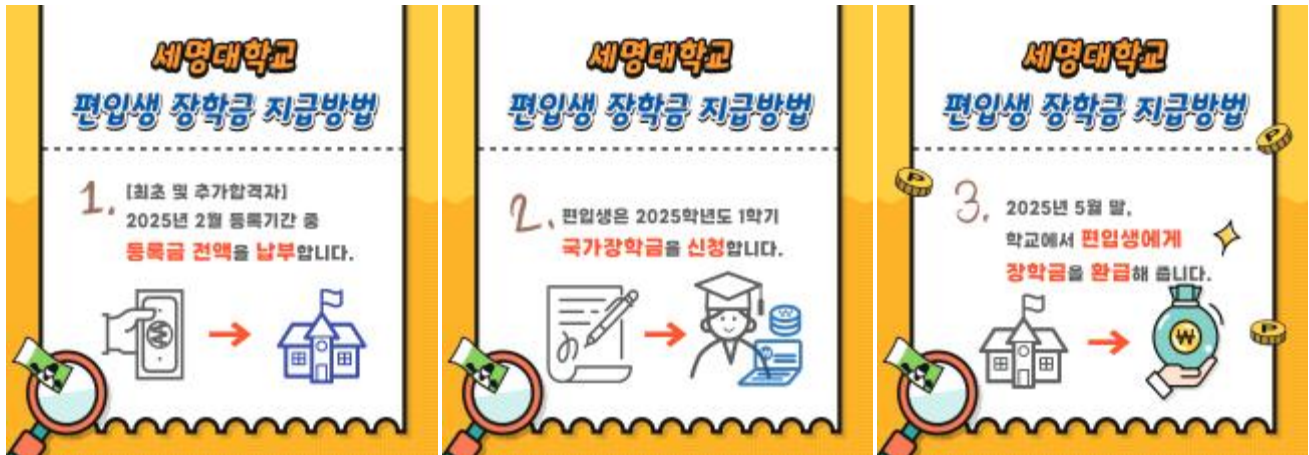 세명대학교
편입생 장학금 지급방법
1.
[최초 및 추가합격자]
2025년 2월 등록기간 중
등록금 전액을 납부합니다.
세명대학교
편입생 장학금 지급방법
2.
편입생은 2025학년도 1학기
국가장학금을 신청합니다.
세명대학교
편입생 장학금 지급방법
3.
2025년 5월 말,
학교에서 편입생에게
장학금을 환급해 줍니다.